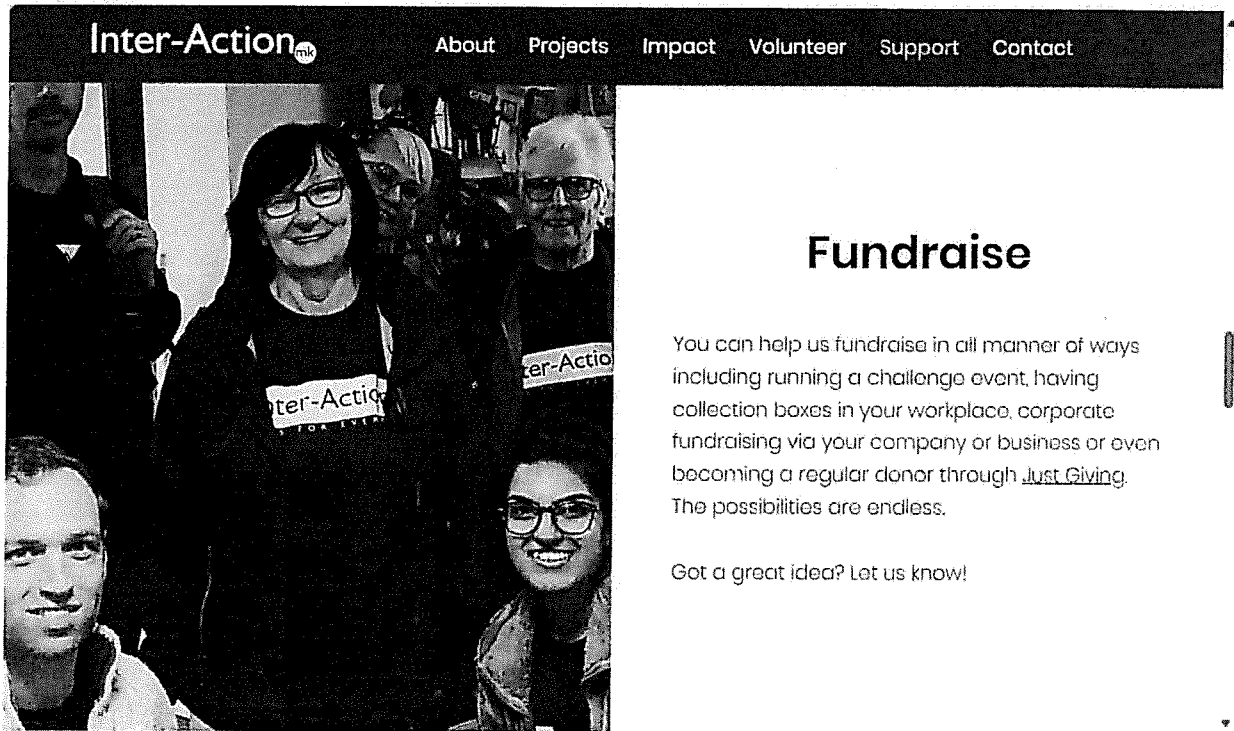 Inter-Action mk
About Projects Impact Volunteer Support Contact
ter-Actio
nter-Actio
S FOR EVER
Fundraise
You can help us fundraise in all manner of ways
including running a challenge event, having
collection boxes in your workplace, corporate
fundraising via your company or business or even
becoming a regular donor through Just Giving.
The possibilities are endless.
Got a great idea? Let us know!